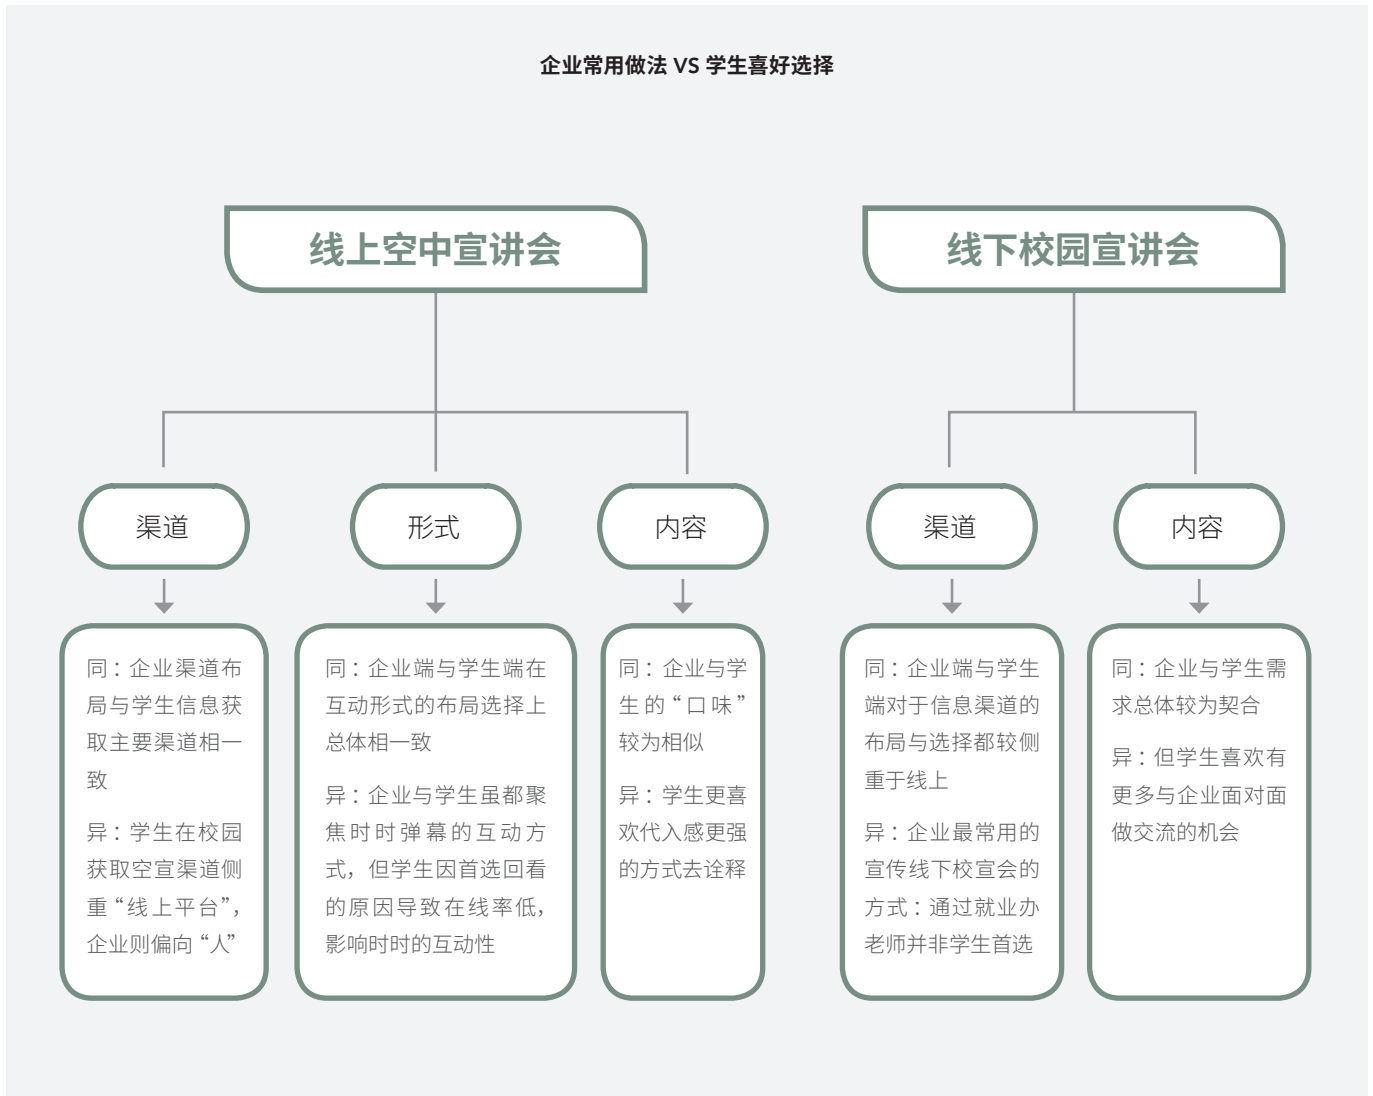 企业常用做法 VS 学生喜好选择
线上空中宣讲会
线下校园宣讲会
渠道
形式
内容
渠道
内容
同：企业渠道布
局与学生信息获
取主要渠道相一
致
异：学生在校园
获取空宣渠道侧
重“线上平台”，
企业则偏向“人”
同：企业端与学生端在
互动形式的布局选择上
总体相一致
异：企业与学生虽都聚
焦时时弹幕的互动方
式，但学生因首选回看
的原因导致在线率低，
影响时时的互动性
同：企业与学
生的“口味”
较为相似
异：学生更喜
欢代入感更强
的方式去诠释
同：企业端与学生
端对于信息渠道的
布局与选择都较侧
重于线上
异：企业最常用的
宣传线下校宣会的
方式：通过就业办
老师并非学生首选
同：企业与学生需
求总体较为契合
异：但学生喜欢有
更多与企业面对面
做交流的机会